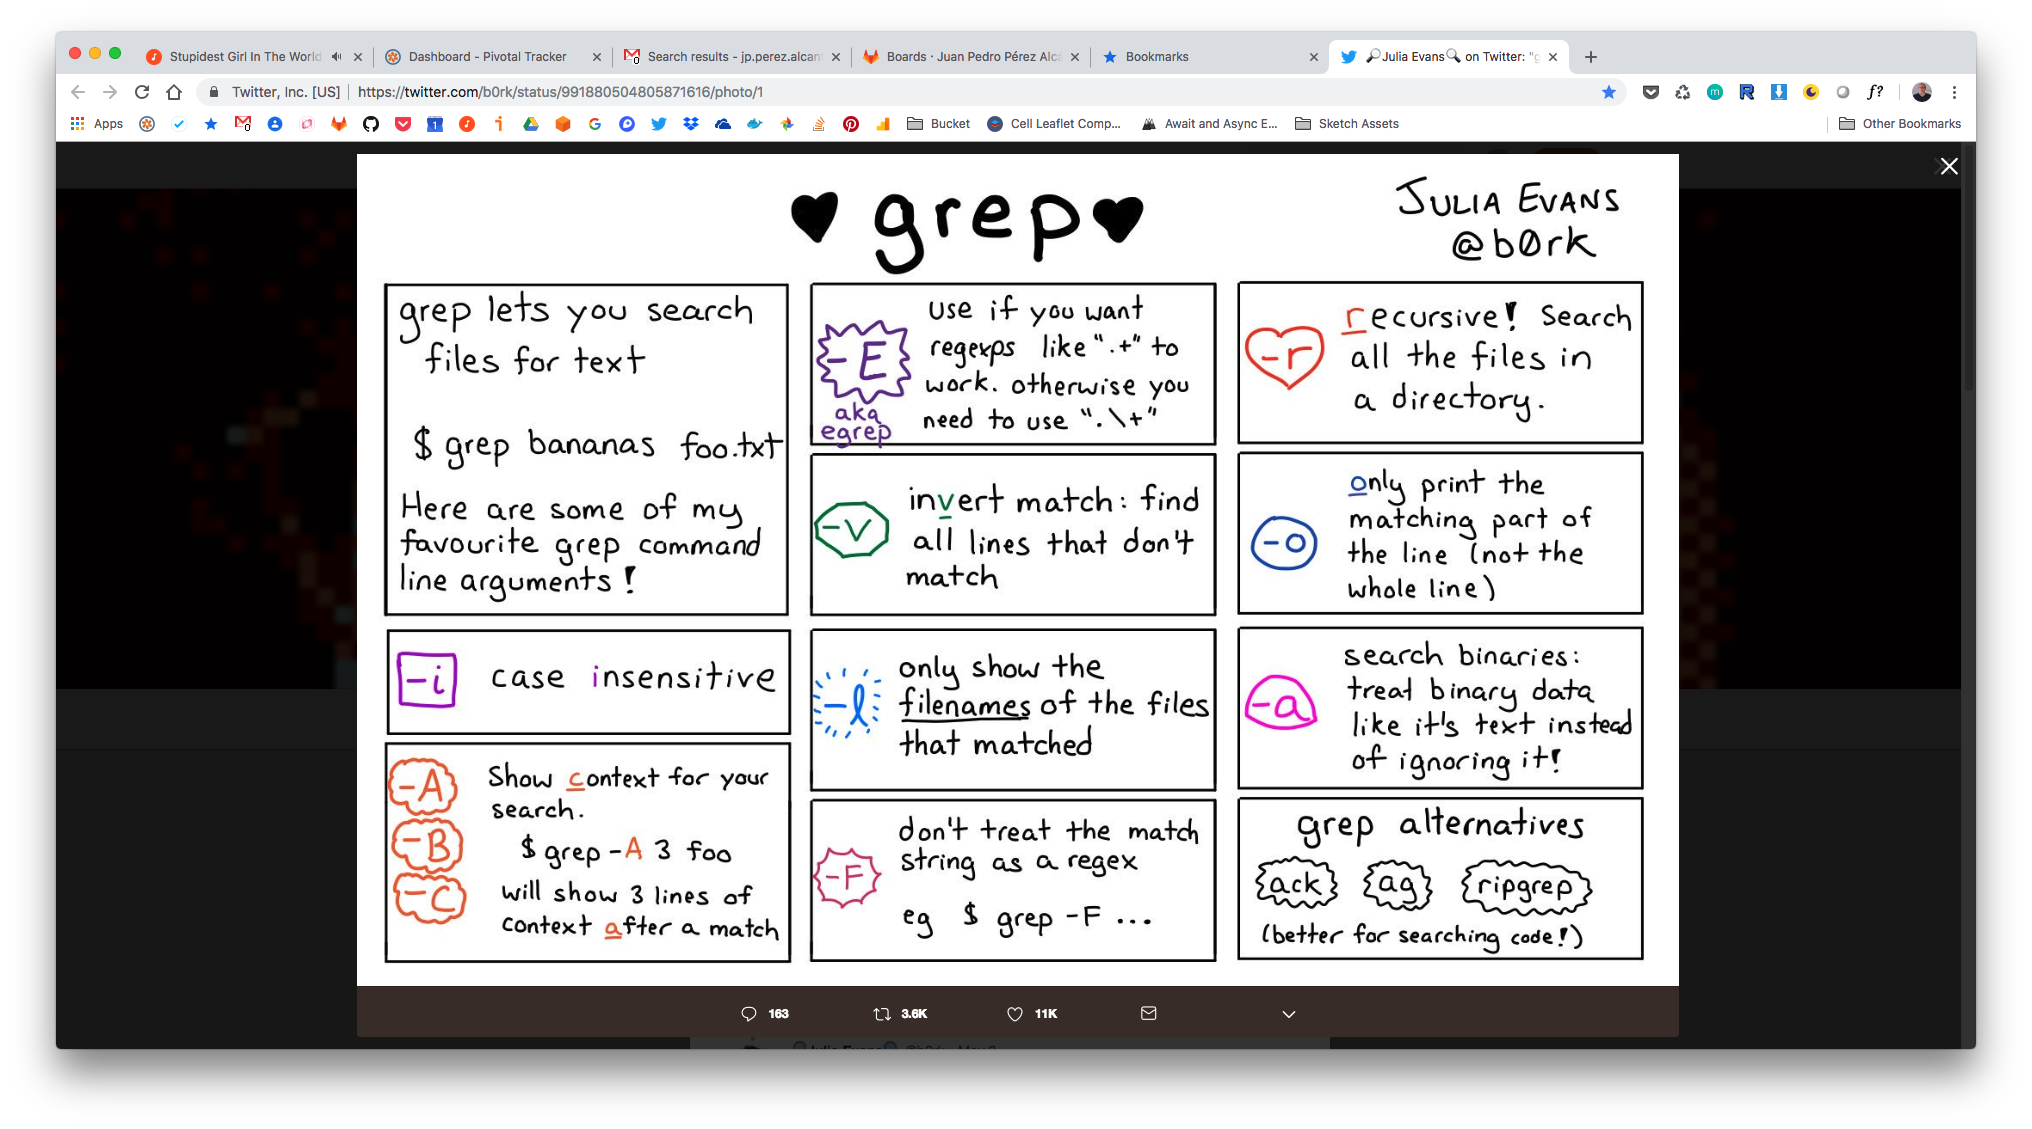 Stupidest Girl In The World
Dashboard - Pivotal Tracker
Search results - jp.perez.alcan
Boards · Juan Pedro Pérez Alc
Bookmarks
Julia Evans on Twitter: "g
Twitter, Inc. [US] | https://twitter.com/b0rk/status/991880504805871616/photo/1
f?
Apps
Bucket
Cell Leaflet Comp...
Await and Async E...
Sketch Assets
Other Bookmarks
grep
JULIA EVANS
@b0rk
grep lets you search
files for text
$ grep bananas foo.txt
Here are some of my
favourite grep command
line arguments!
-i case insensitive
-A
-B
-C
Show context for your
search.
$ grep -A 3 foo
will show 3 lines of
context after a match
-E
aka
egrep
use if you want
regexps like ".+" to
work. otherwise you
need to use ".\+"
-v
invert match: find
all lines that don't
match
-l
only show the
filenames of the files
that matched
-F
don't treat the match
string as a regex
eg $ grep -F ...
-r
recursive! Search
all the files in
a directory.
-o
only print the
matching part of
the line (not the
whole line)
-a
search binaries:
treat binary data
like it's text instead
of ignoring it!
grep alternatives
ack ag ripgrep
(better for searching code!)
163 3.6K 11K